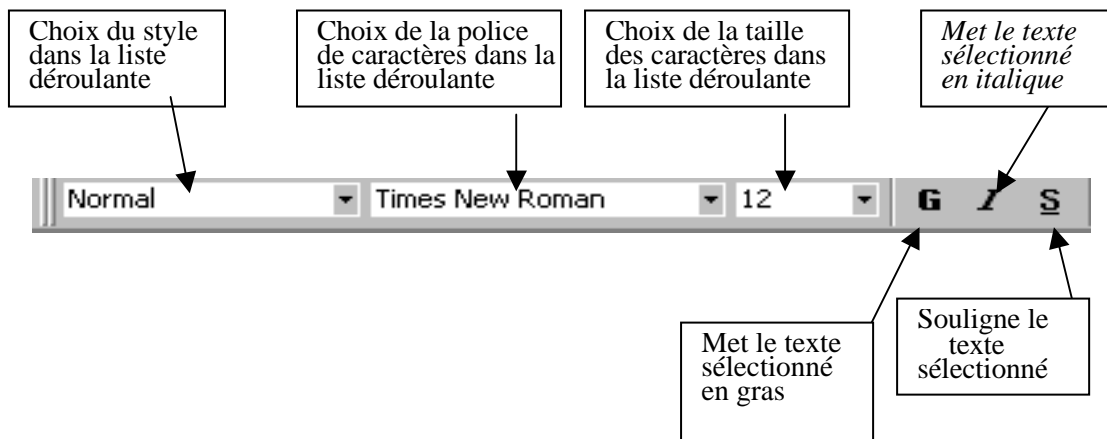 Choix du style
dans la liste
déroulante
Choix de la police
de caractères dans la
liste déroulante
Choix de la taille
des caractères dans
la liste déroulante
Met le texte
sélectionné
en italique
Normal
Times New Roman
12
G
I
S
Met le texte
sélectionné
en gras
Souligne le
texte
sélectionné